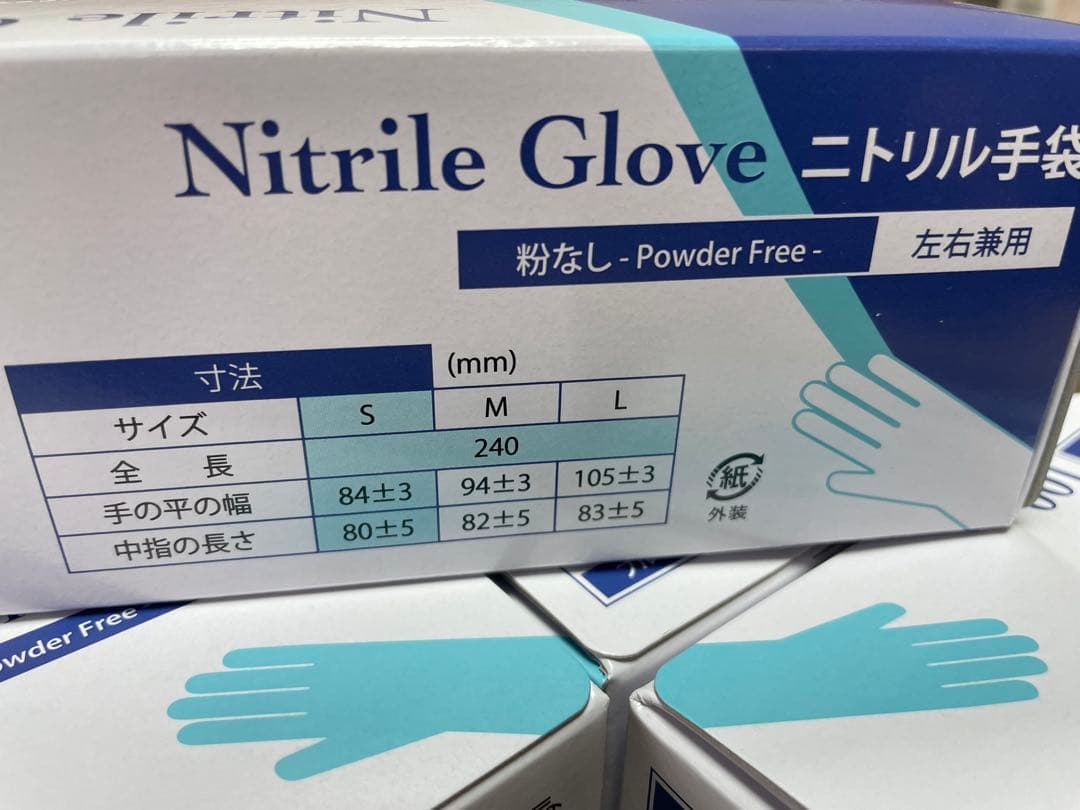 Nitrile
Nitrile Glove ニトリル手袋
粉なし - Powder Free -
左右兼用
寸法 (mm)
サイズ S M L
全 長 240
手の平の幅 84±3 94±3 105±3
中指の長さ 80±5 82±5 83±5
紙
外装
Free